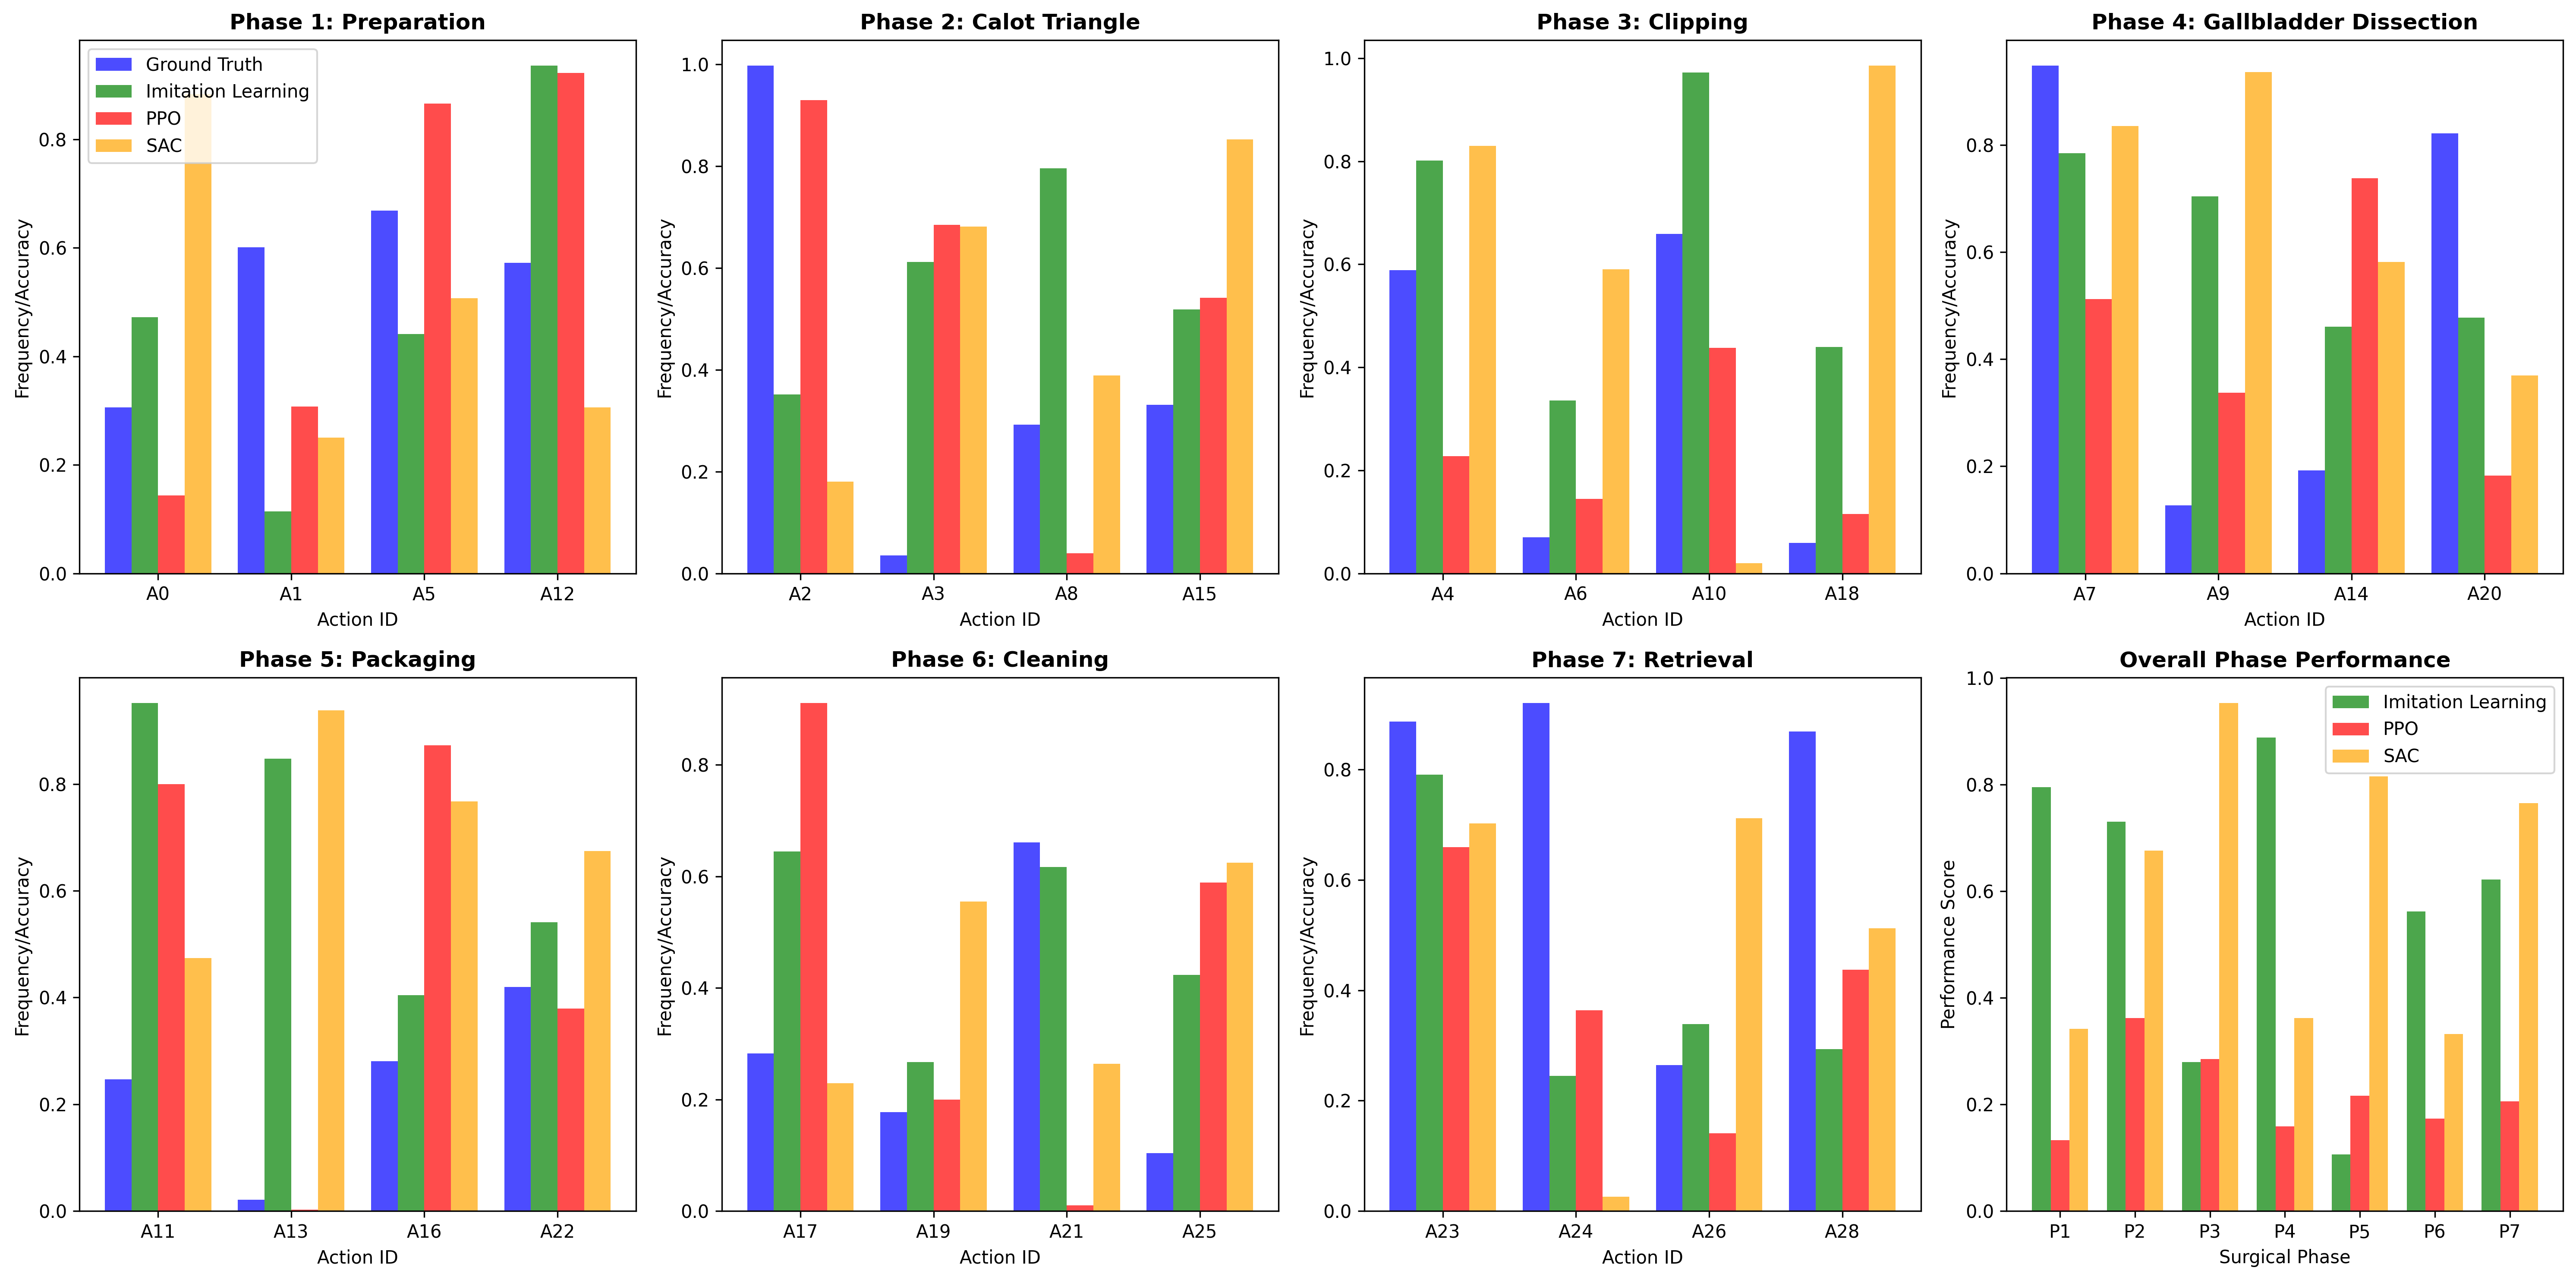 Phase 1: Preparation
Frequency/Accuracy
0.8
0.6
0.4
0.2
0.0
Ground Truth
Imitation Learning
PPO
SAC
A0 A1 A5 A12
Action ID
Phase 2: Calot Triangle
Frequency/Accuracy
1.0
0.8
0.6
0.4
0.2
0.0
A2 A3 A8 A15
Action ID
Phase 3: Clipping
Frequency/Accuracy
1.0
0.8
0.6
0.4
0.2
0.0
A4 A6 A10 A18
Action ID
Phase 4: Gallbladder Dissection
Frequency/Accuracy
0.8
0.6
0.4
0.2
0.0
A7 A9 A14 A20
Action ID
Phase 5: Packaging
Frequency/Accuracy
0.8
0.6
0.4
0.2
0.0
A11 A13 A16 A22
Action ID
Phase 6: Cleaning
Frequency/Accuracy
0.8
0.6
0.4
0.2
0.0
A17 A19 A21 A25
Action ID
Phase 7: Retrieval
Frequency/Accuracy
0.8
0.6
0.4
0.2
0.0
A23 A24 A26 A28
Action ID
Overall Phase Performance
Performance Score
1.0
0.8
0.6
0.4
0.2
0.0
Imitation Learning
PPO
SAC
P1 P2 P3 P4 P5 P6 P7
Surgical Phase